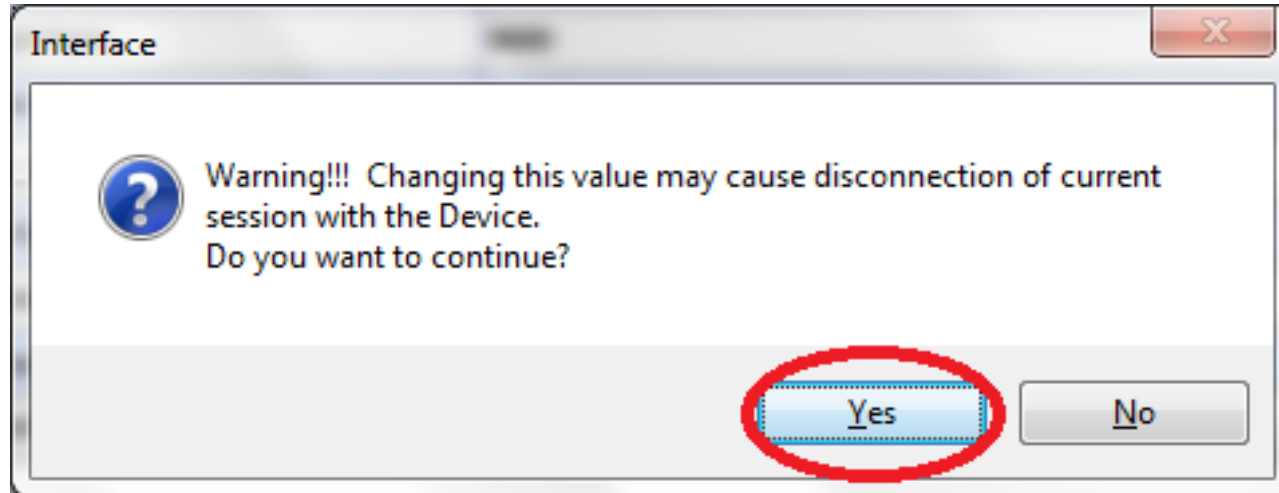 Interface
Warning!!!  Changing this value may cause disconnection of current
session with the Device.
Do you want to continue?
Yes
No